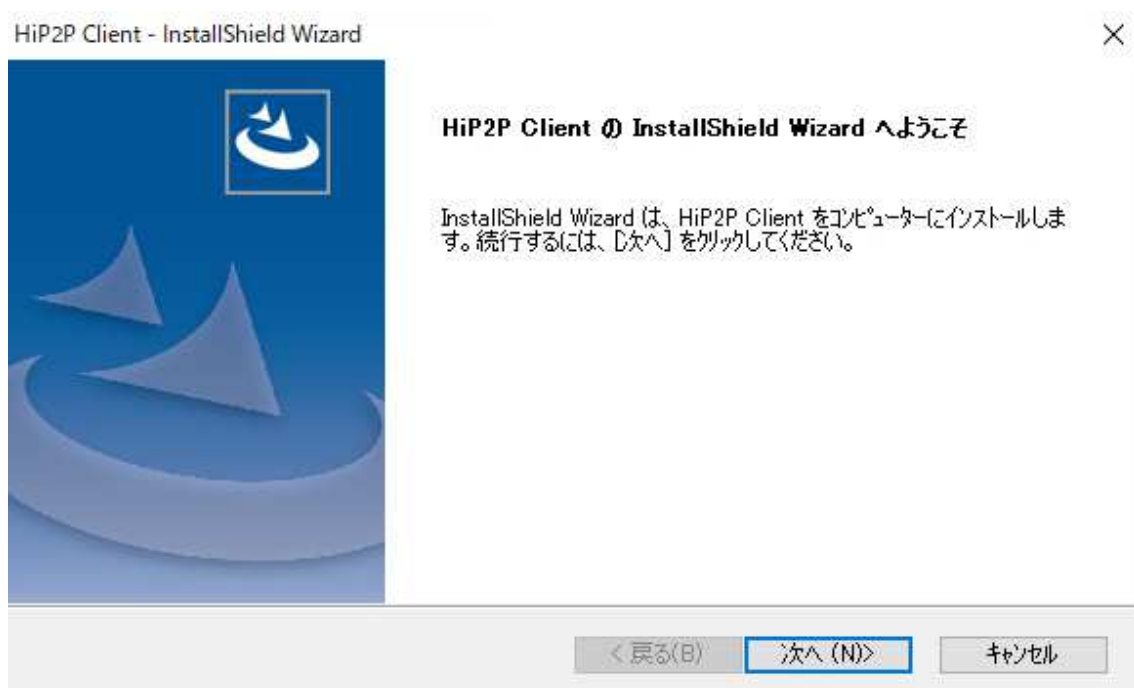 HiP2P Client - InstallShield Wizard
HiP2P Client の InstallShield Wizard へようこそ
InstallShield Wizard は、HiP2P Client をコンピューターにインストールしま
す。続行するには、[次へ] をクリックしてください。
< 戻る(B)
次へ (N)>
キャンセル